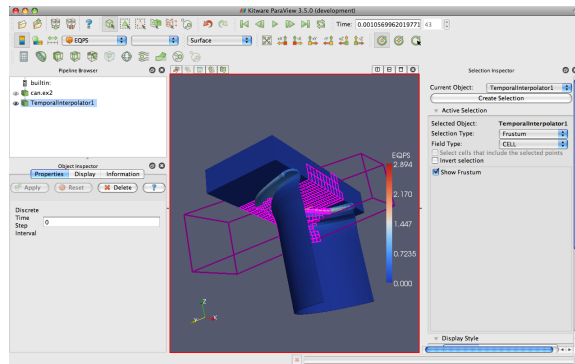 Kitware ParaView 3.5.0 (development)
Time: 0.0010569962019771 43
EQPS
Surface
Pipeline Browser
builtin:
can.ex2
TemporalInterpolator1
Object Inspector
Properties Display Information
Apply Reset Delete ?
Discrete
Time
Step
Interval
0
EQPS
2.894
2.170
1.447
0.7235
0.000
Z
Y X
Selection Inspector
Current Object: TemporalInterpolator1
Create Selection
Active Selection
Selected Object: TemporalInterpolator1
Selection Type: Frustum
Field Type: CELL
Select cells that include the selected points
Invert selection
Show Frustum
Display Style